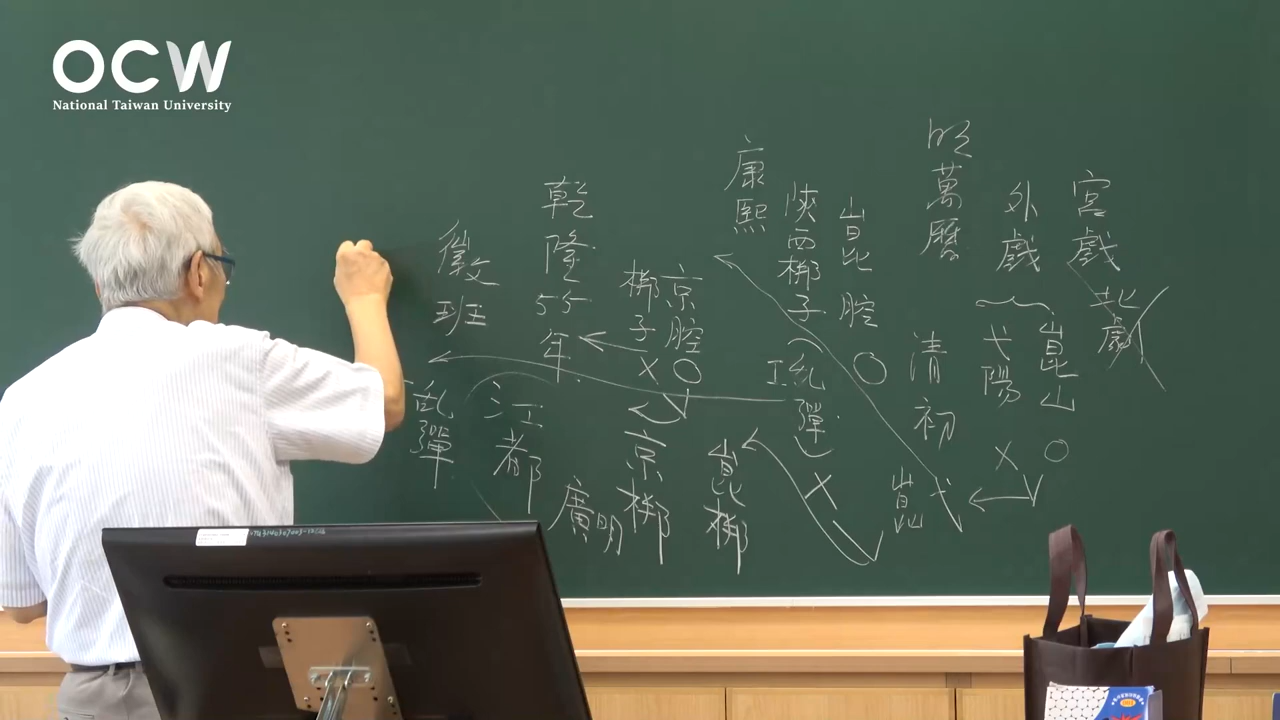 OCW
National Taiwan University
宮戲
北劇
外戲
崑山 ○
弋陽 ×
明萬曆
清初
弋
崑
崑腔 ○
陝西梆子(亂彈) ×
康熙
崑梆
京腔 ○
梆子 ×
京梆
乾隆55年
廣明
江都
徽班
亂彈